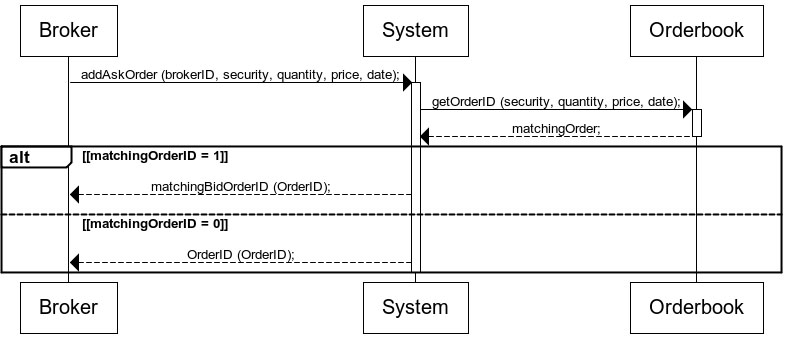 Broker
System
Orderbook
addAskOrder (brokerID, security, quantity, price, date);
getOrderID (security, quantity, price, date);
matchingOrder;
alt
[[matchingOrderID = 1]]
matchingBidOrderID (OrderID);
[[matchingOrderID = 0]]
OrderID (OrderID);
Broker
System
Orderbook